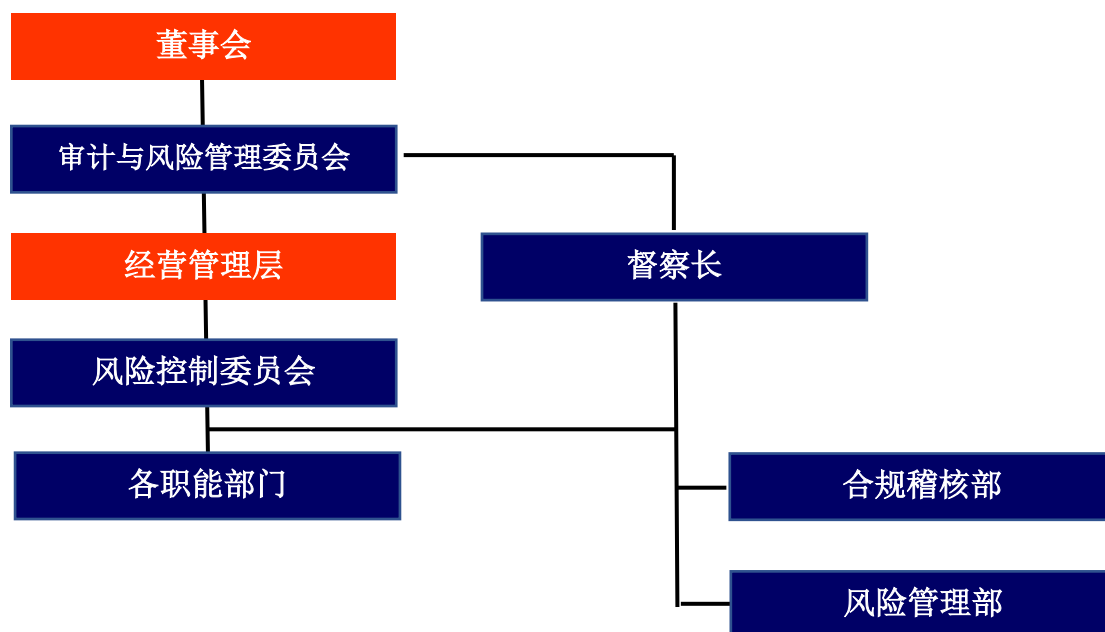 董事会
审计与风险管理委员会
经营管理层
督察长
风险控制委员会
各职能部门
合规稽核部
风险管理部